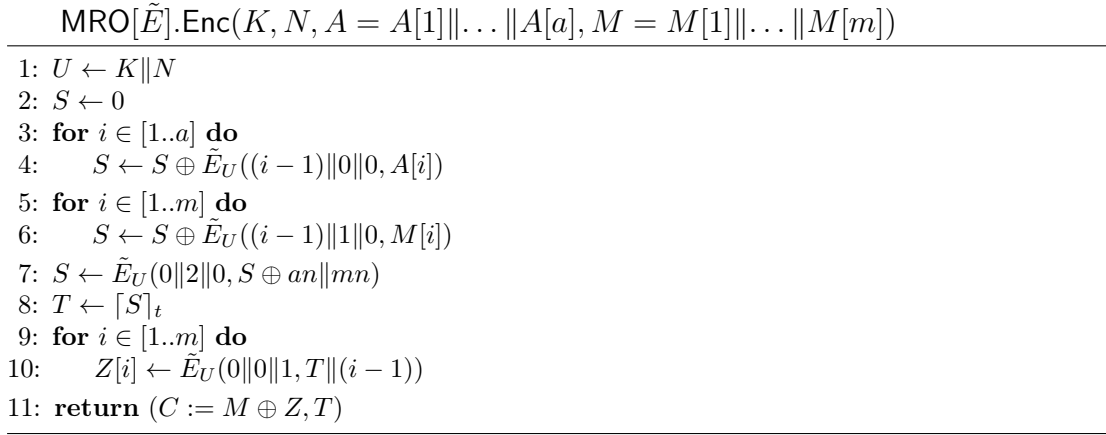 MRO[Ẽ].Enc(K, N, A = A[1]‖. . . ‖A[a], M = M[1]‖. . . ‖M[m])
1: U ← K‖N
2: S ← 0
3: for i ∈ [1..a] do
4: S ← S ⊕ Ẽ_U((i − 1)‖0‖0, A[i])
5: for i ∈ [1..m] do
6: S ← S ⊕ Ẽ_U((i − 1)‖1‖0, M[i])
7: S ← Ẽ_U(0‖2‖0, S ⊕ an‖mn)
8: T ← ⌈S⌉_t
9: for i ∈ [1..m] do
10: Z[i] ← Ẽ_U(0‖0‖1, T‖(i − 1))
11: return (C := M ⊕ Z, T)